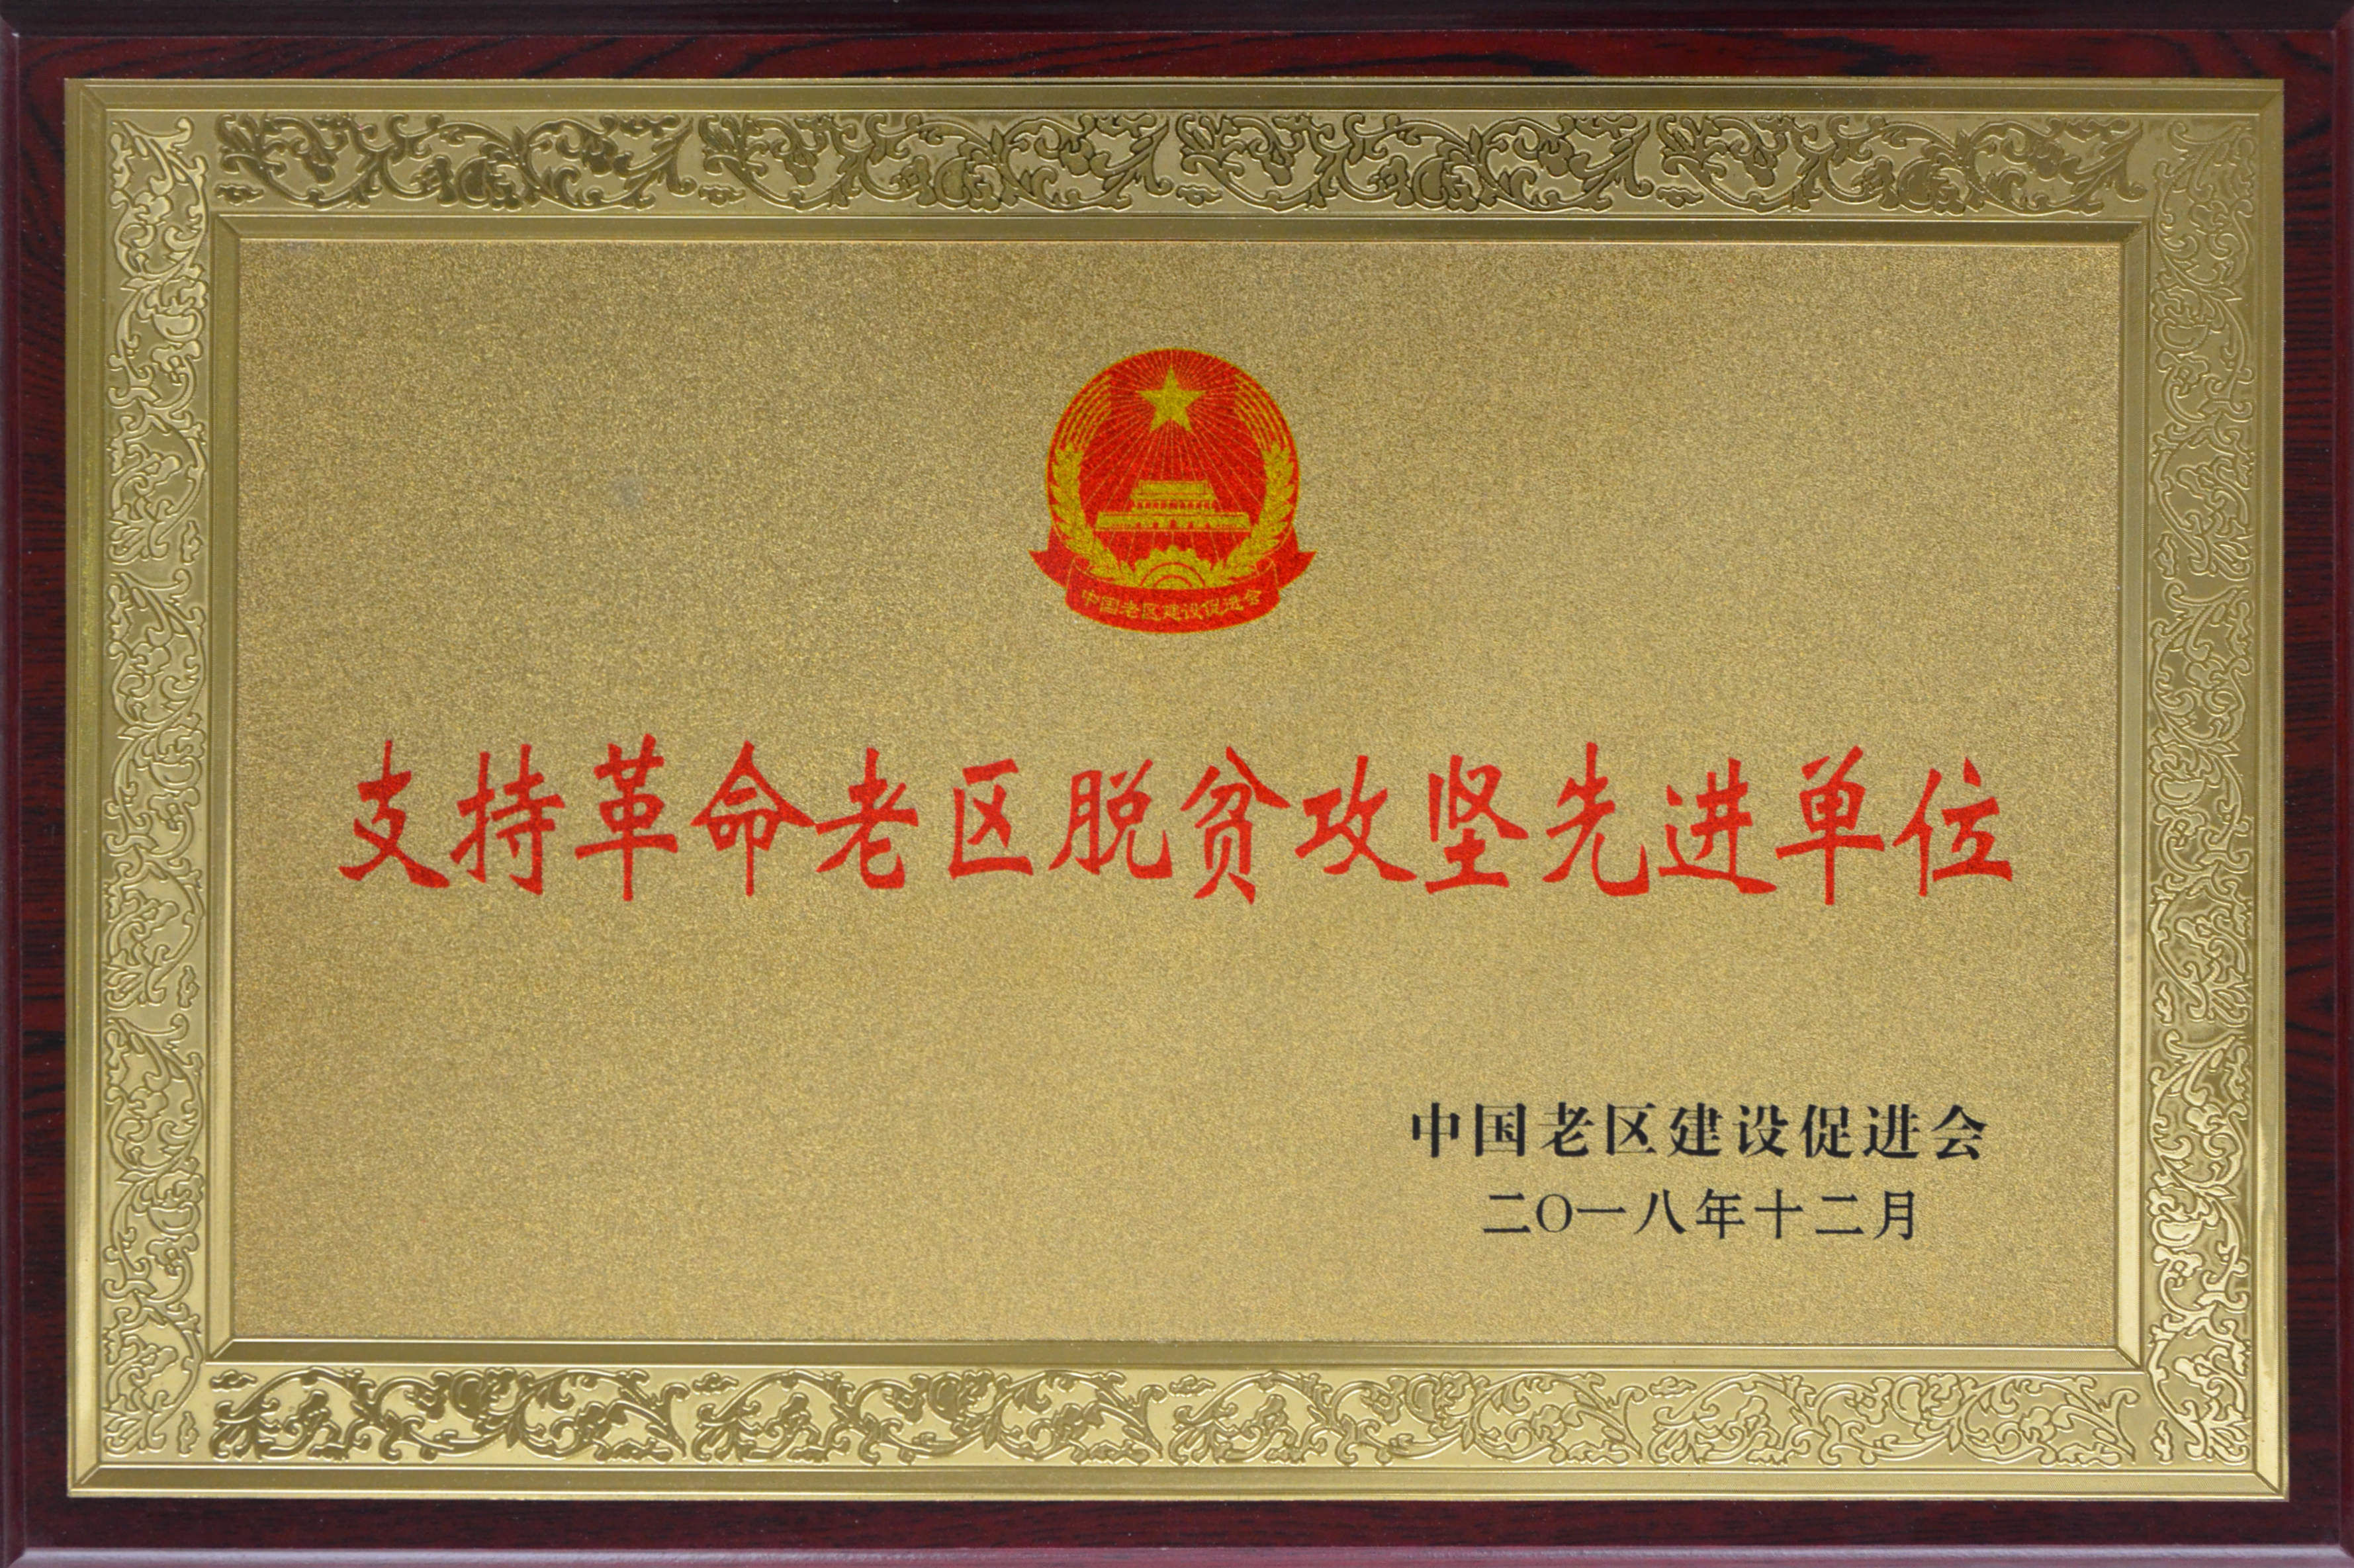 中国老区建设促进会
支持革命老区脱贫攻坚先进单位
中国老区建设促进会
二〇一八年十二月